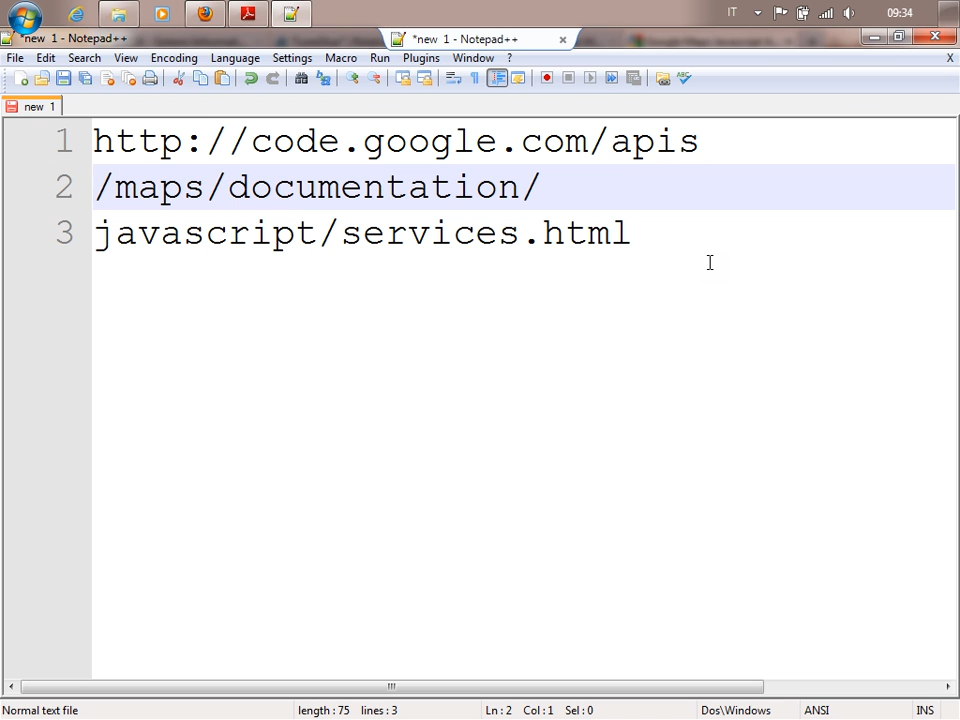 IT 09:34
*new 1 - Notepad++
*new 1 - Notepad++
File Edit Search View Encoding Language Settings Macro Run Plugins Window ? X
new 1
1 http://code.google.com/apis
2 /maps/documentation/
3 javascript/services.html
Normal text file length : 75 lines : 3 Ln : 2 Col : 1 Sel : 0 Dos\Windows ANSI INS